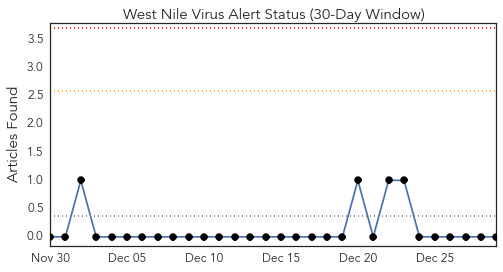 West Nile Virus Alert Status (30-Day Window)
Articles Found
3.5
3.0
2.5
2.0
1.5
1.0
0.5
0.0
Nov 30 Dec 05 Dec 10 Dec 15 Dec 20 Dec 25